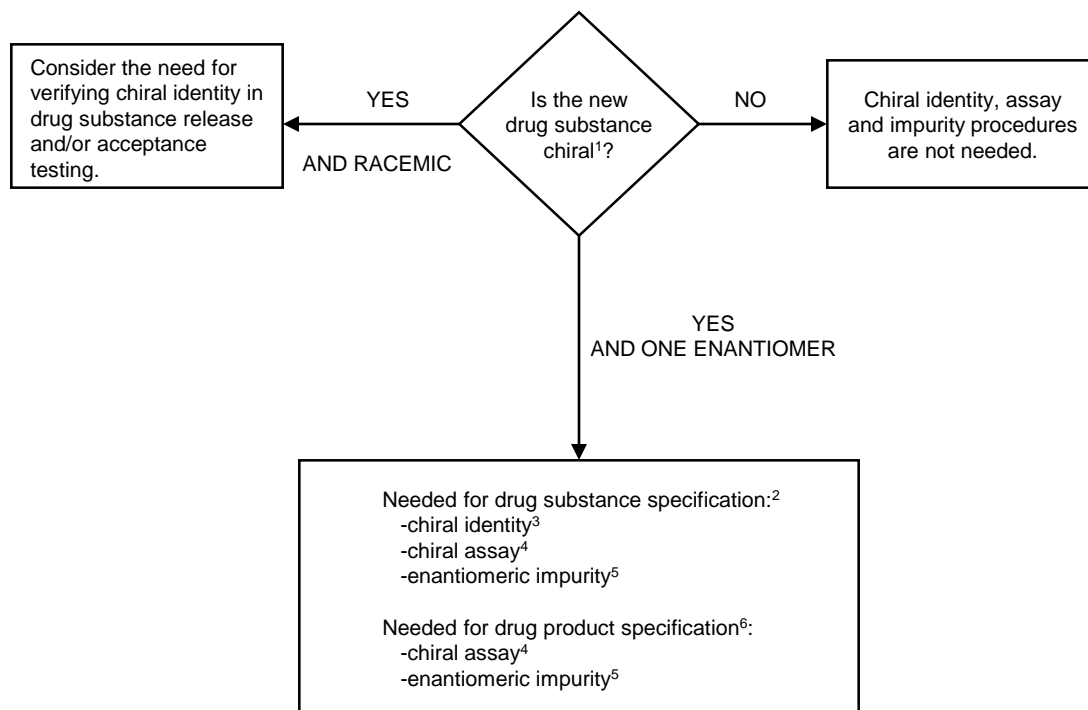 Consider the need for
verifying chiral identity in
drug substance release
and/or acceptance
testing.
YES
AND RACEMIC
Is the new
drug substance
chiral¹?
NO
Chiral identity, assay
and impurity procedures
are not needed.
YES
AND ONE ENANTIOMER
Needed for drug substance specification:²
-chiral identity³
-chiral assay⁴
-enantiomeric impurity⁵
Needed for drug product specification⁶:
-chiral assay⁴
-enantiomeric impurity⁵